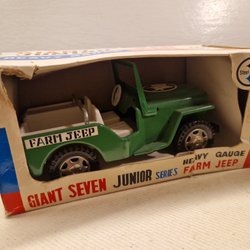 FARM JEEP
GIANT SEVEN JUNIOR SERIES
HEAVY GAUGE
FARM JEEP